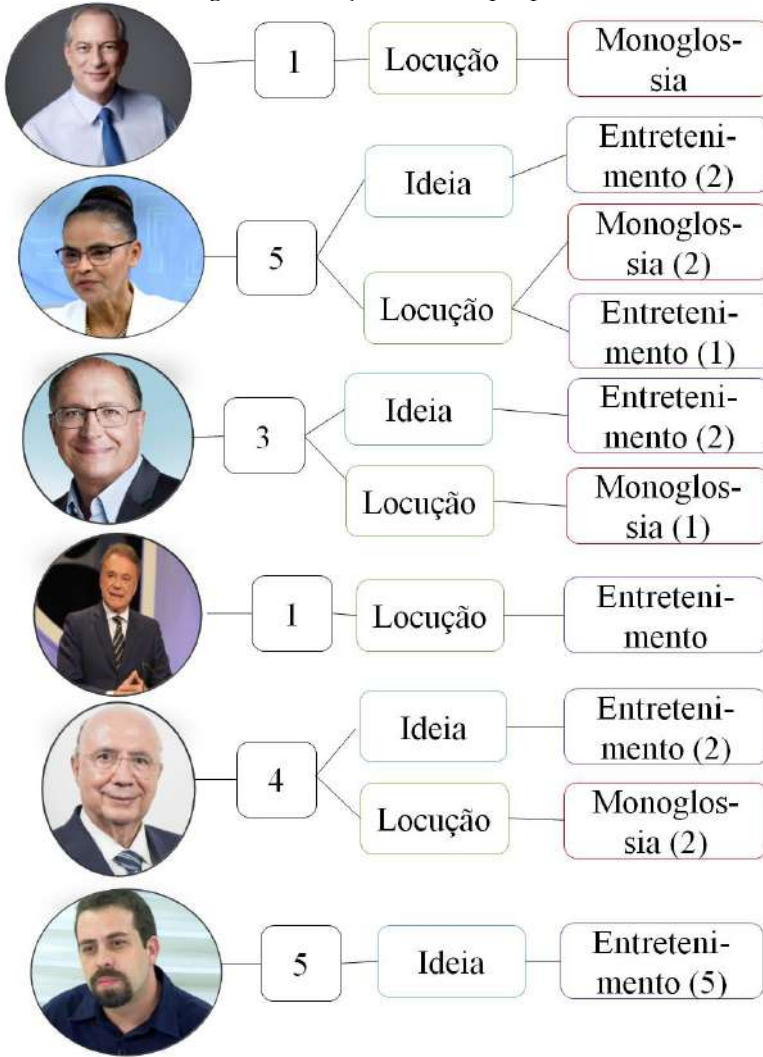 1
Locução
Monoglos-
sia
5
Ideia
Entreteni-
mento (2)
Locução
Monoglos-
sia (2)
Entreteni-
mento (1)
3
Ideia
Entreteni-
mento (2)
Locução
Monoglos-
sia (1)
1
Locução
Entreteni-
mento
4
Ideia
Entreteni-
mento (2)
Locução
Monoglos-
sia (2)
5
Ideia
Entreteni-
mento (5)